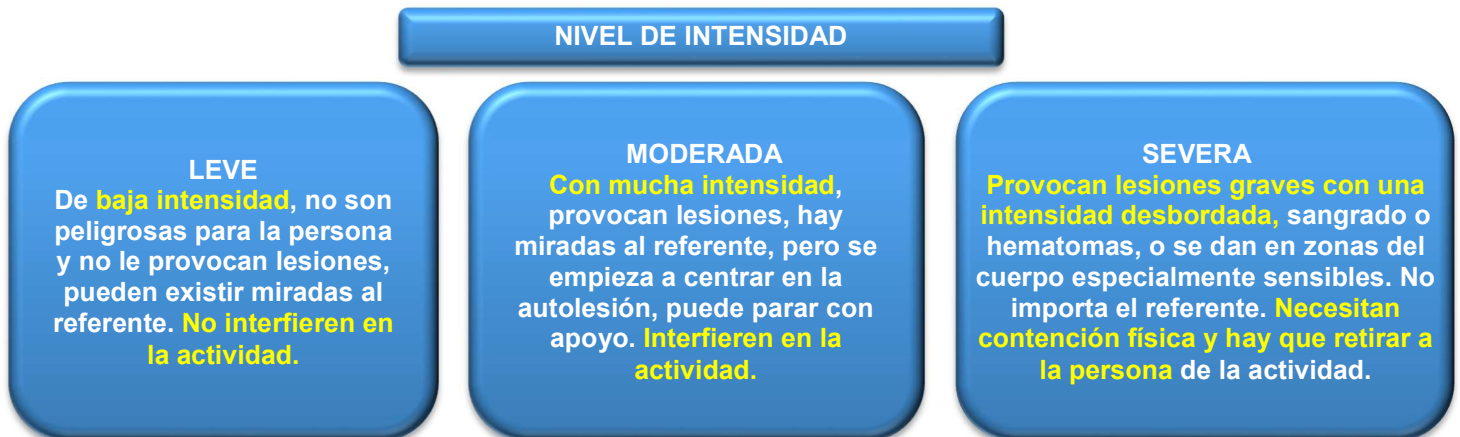 NIVEL DE INTENSIDAD
LEVE
De baja intensidad, no son
peligrosas para la persona
y no le provocan lesiones,
pueden existir miradas al
referente. No interfieren en
la actividad.
MODERADA
Con mucha intensidad,
provocan lesiones, hay
miradas al referente, pero se
empieza a centrar en la
autolesión, puede parar con
apoyo. Interfieren en la
actividad.
SEVERA
Provocan lesiones graves con una
intensidad desbordada, sangrado o
hematomas, o se dan en zonas del
cuerpo especialmente sensibles. No
importa el referente. Necesitan
contención física y hay que retirar a
la persona de la actividad.